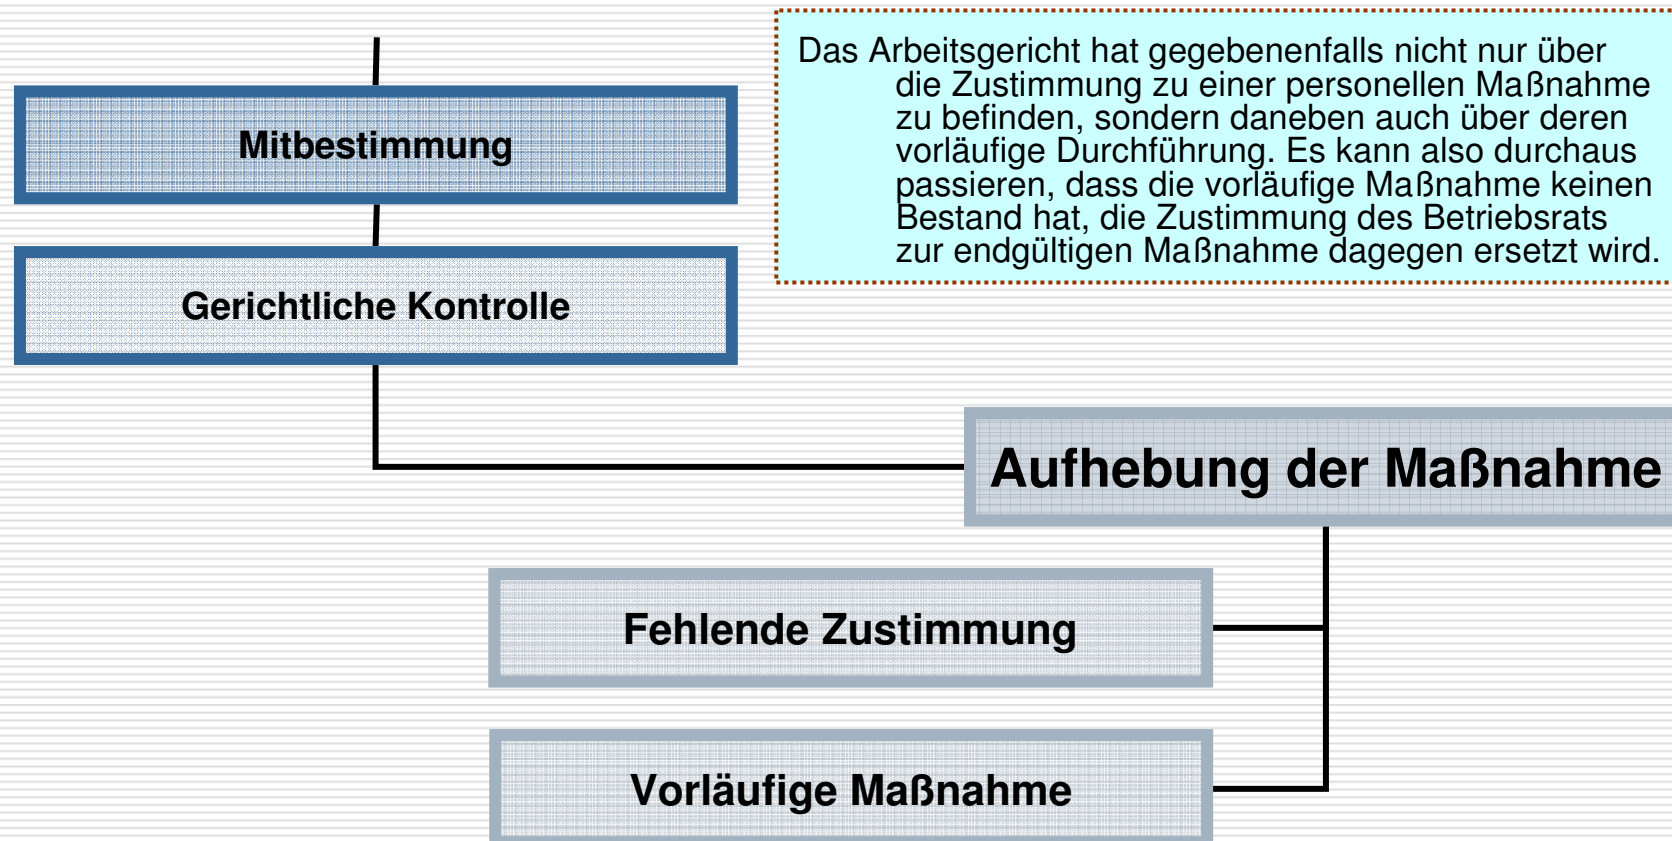 Das Arbeitsgericht hat gegebenenfalls nicht nur über
die Zustimmung zu einer personellen Maßnahme
zu befinden, sondern daneben auch über deren
vorläufige Durchführung. Es kann also durchaus
passieren, dass die vorläufige Maßnahme keinen
Bestand hat, die Zustimmung des Betriebsrats
zur endgültigen Maßnahme dagegen ersetzt wird.
Mitbestimmung
Gerichtliche Kontrolle
Aufhebung der Maßnahme
Fehlende Zustimmung
Vorläufige Maßnahme